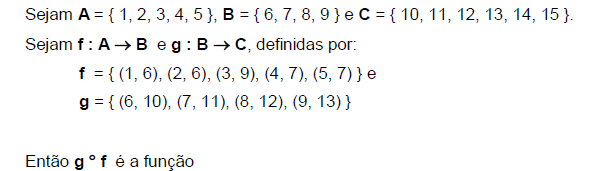 Sejam A = { 1, 2, 3, 4, 5 }, B = { 6, 7, 8, 9 } e C = { 10, 11, 12, 13, 14, 15 }.
Sejam f : A → B e g : B → C, definidas por:
f = { (1, 6), (2, 6), (3, 9), (4, 7), (5, 7) } e
g = { (6, 10), (7, 11), (8, 12), (9, 13) }
Então g ° f é a função